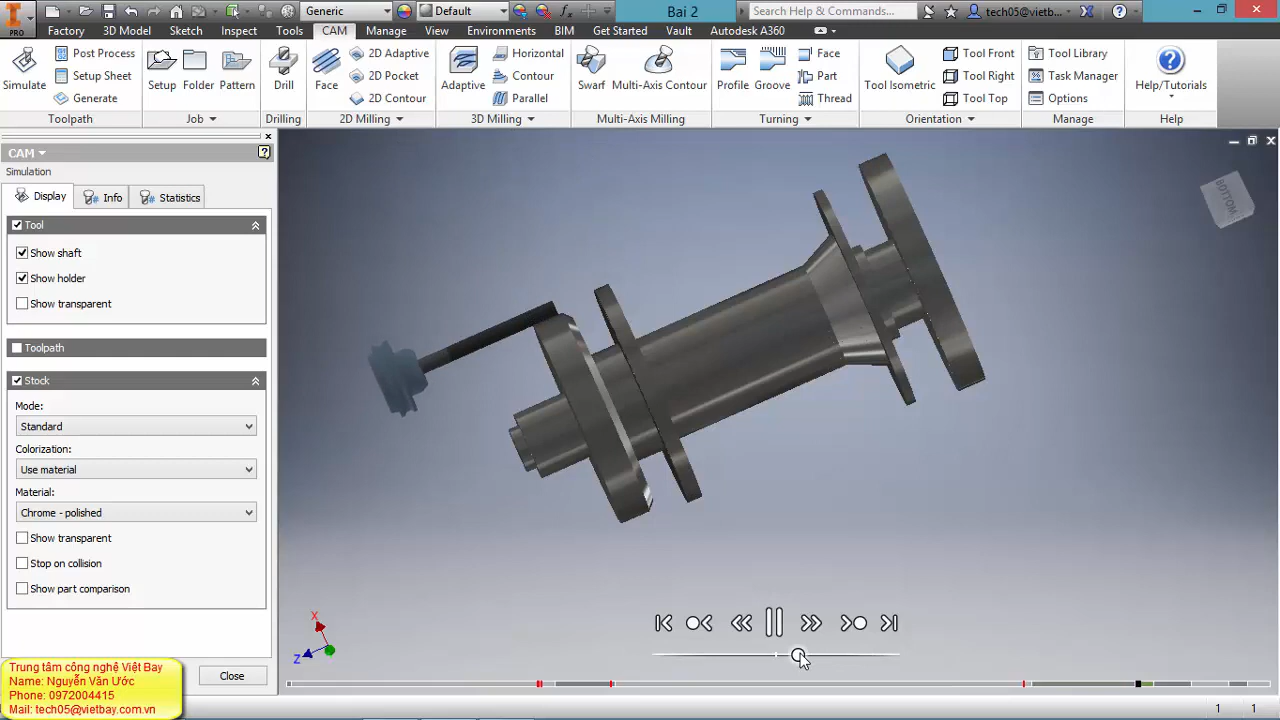 Generic
Default
Bai 2
Search Help & Commands...
tech05@vietb...
PRO
Factory
3D Model
Sketch
Inspect
Tools
CAM
Manage
View
Environments
BIM
Get Started
Vault
Autodesk A360
Simulate
Post Process
Setup Sheet
Generate
Toolpath
Setup
Folder
Pattern
Job
Drill
Drilling
Face
2D Adaptive
2D Pocket
2D Contour
2D Milling
Adaptive
Horizontal
Contour
Parallel
3D Milling
Swarf
Multi-Axis Contour
Multi-Axis Milling
Profile
Groove
Face
Part
Thread
Turning
Tool Isometric
Tool Front
Tool Right
Tool Top
Orientation
Tool Library
Task Manager
Options
Manage
Help/Tutorials
Help
CAM
Simulation
Display
Info
Statistics
Tool
Show shaft
Show holder
Show transparent
Toolpath
Stock
Mode:
Standard
Colorization:
Use material
Material:
Chrome - polished
Show transparent
Stop on collision
Show part comparison
Close
BOTTOM
X
Z
Trung tâm công nghệ Việt Bay
Name: Nguyễn Văn Ước
Phone: 0972004415
Mail: tech05@vietbay.com.vn
1
1